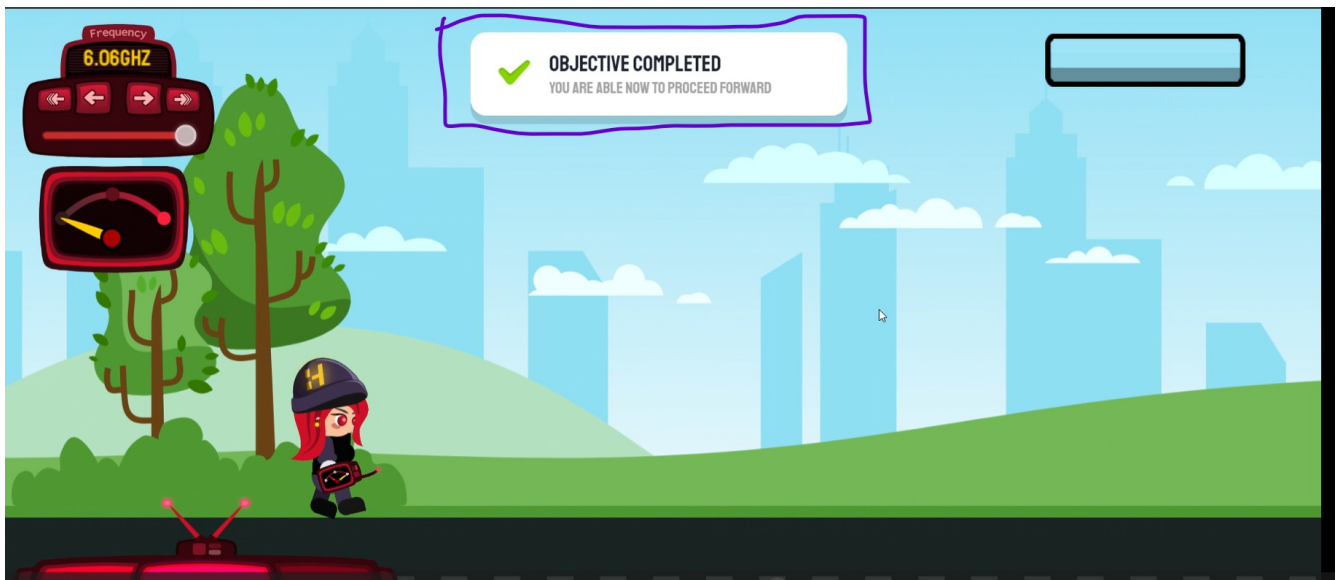 Frequency
6.06GHZ
OBJECTIVE COMPLETED
YOU ARE ABLE NOW TO PROCEED FORWARD
H